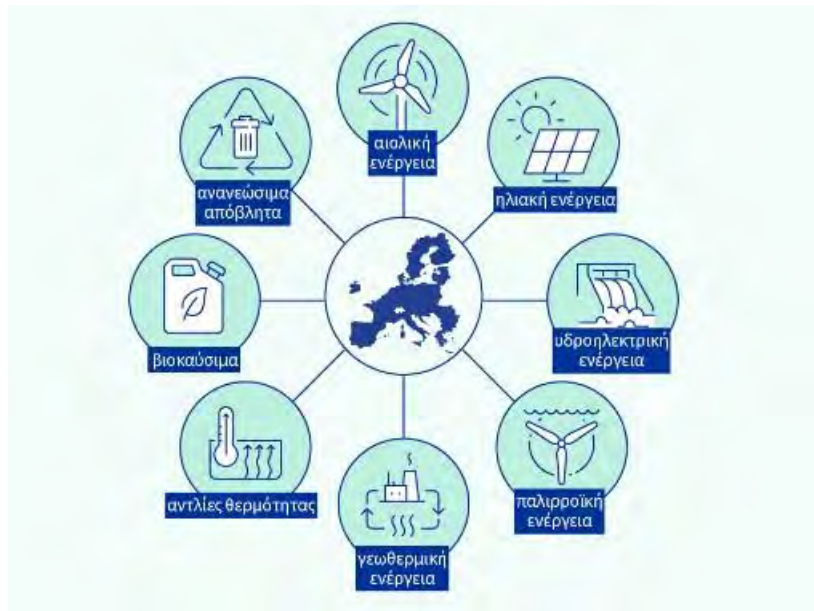 αιολική
ενέργεια
ηλιακή ενέργεια
υδροηλεκτρική
ενέργεια
παλιρροϊκή
ενέργεια
γεωθερμική
ενέργεια
αντλίες θερμότητας
βιοκαύσιμα
ανανεώσιμα
απόβλητα